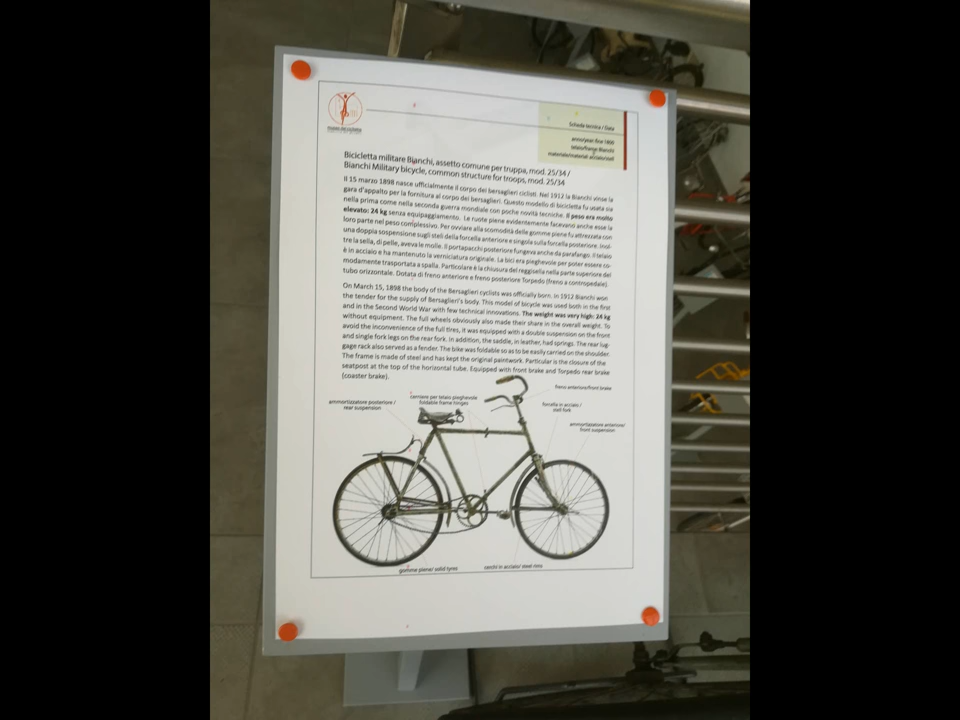 Scheda tecnica / Data
anno/year: fine 1800
telaio/frame: Bianchi
materiale/material: acciaio/steel
Bicicletta militare Bianchi, assetto comune per truppa, mod. 25/34 /
Bianchi Military bicycle, common structure for troops, mod. 25/34
Il 15 marzo 1898 nasce ufficialmente il corpo dei bersaglieri ciclisti. Nel 1912 la Bianchi vinse la
gara d'appalto per la fornitura al corpo dei bersaglieri. Questo modello di bicicletta fu usata sia
nella prima come nella seconda guerra mondiale con poche novità tecniche. Il peso era molto
elevato: 24 kg senza equipaggiamento. Le ruote piene evidentemente facevano anche esse la
loro parte nel peso complessivo. Per ovviare alla scomodità delle gomme piene fu attrezzata con
una doppia sospensione sugli steli della forcella anteriore e singola sulla forcella posteriore. Inol-
tre la sella, di pelle, aveva le molle. Il portapacchi posteriore fungeva anche da parafango. Il telaio
è in acciaio e ha mantenuto la verniciatura originale. La bici era pieghevole per poter essere co-
modamente trasportata a spalla. Particolare è la chiusura del reggisella nella parte superiore del
tubo orizzontale. Dotata di freno anteriore e freno posteriore Torpedo (freno a contropedale).
On March 15, 1898 the body of the Bersaglieri cyclists was officially born. In 1912 Bianchi won
the tender for the supply of Bersaglieri's body. This model of bicycle was used both in the first
and in the Second World War with few technical innovations. The weight was very high: 24 kg
without equipment. The full wheels obviously also made their share in the overall weight. To
avoid the inconvenience of the full tires, it was equipped with a double suspension on the front
and single fork legs on the rear fork. In addition, the saddle, in leather, had springs. The rear lug-
gage rack also served as a fender. The bike was foldable so as to be easily carried on the shoulder.
The frame is made of steel and has kept the original paintwork. Particular is the closure of the
seatpost at the top of the horizontal tube. Equipped with front brake and Torpedo rear brake
(coaster brake).
freno anteriore/front brake
cerniere per telaio pieghevole
foldable frame hinges
ammortizzatore posteriore /
rear suspension
forcella in acciaio /
steel fork
ammortizzatore anteriore/
front suspension
gomme piene/ solid tyres
cerchi in acciaio/ steel rims